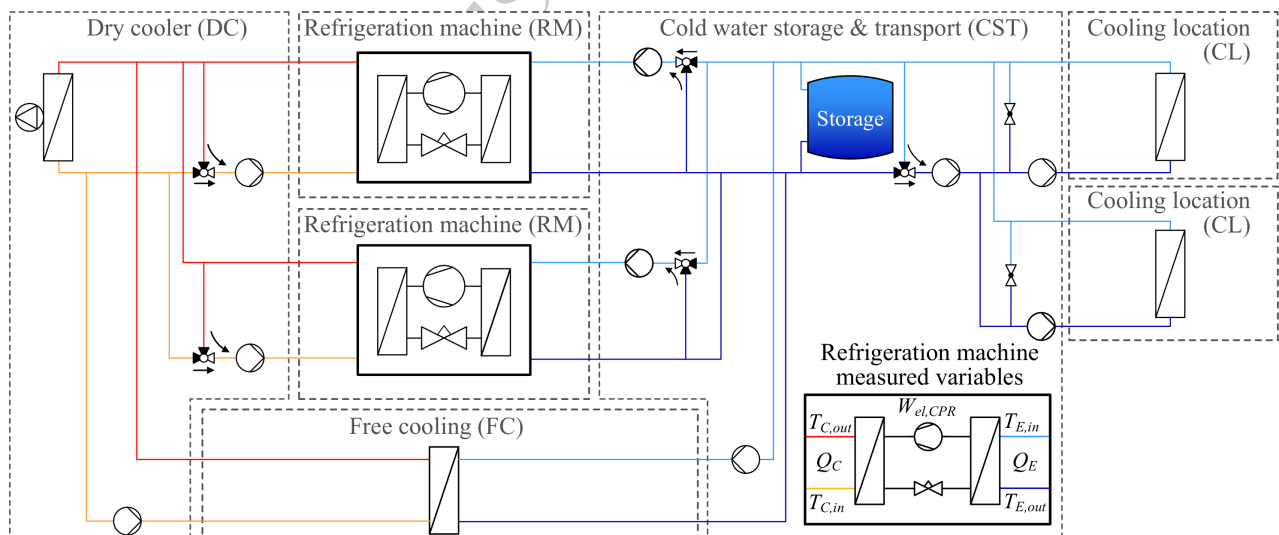 Dry cooler (DC)
Refrigeration machine (RM)
Cold water storage & transport (CST)
Cooling location
(CL)
Storage
Refrigeration machine (RM)
Cooling location
(CL)
Refrigeration machine
measured variables
W_el,CPR
T_C,out
T_E,in
Q_C
Q_E
T_C,in
T_E,out
Free cooling (FC)